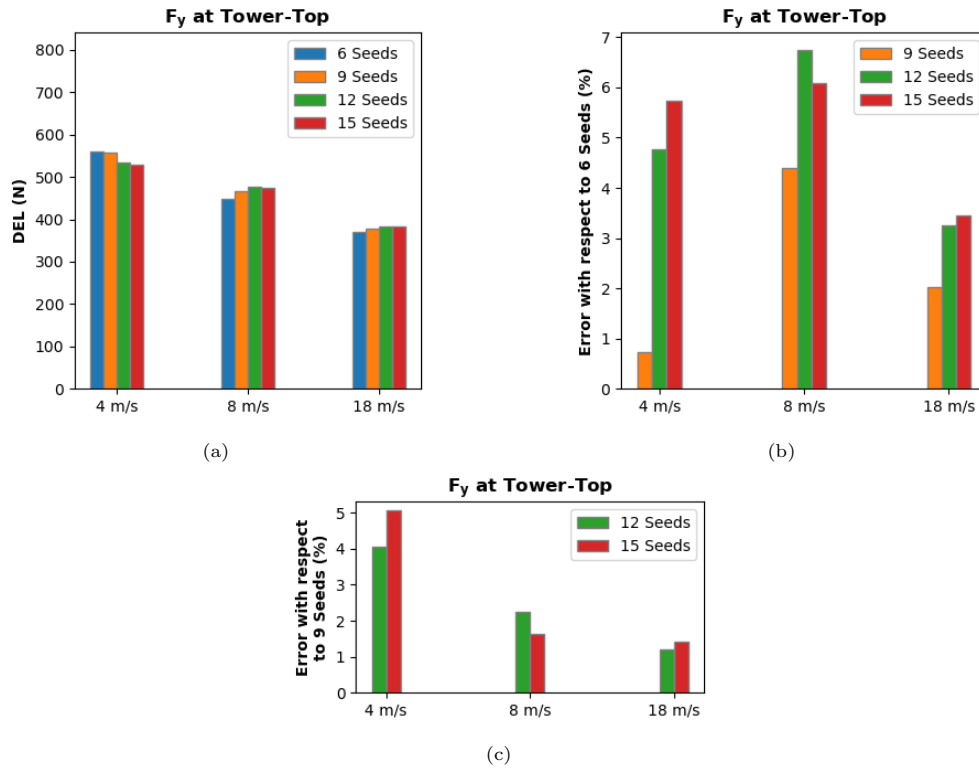 F_y at Tower-Top
DEL (N)
800
700
600
500
400
300
200
100
0
6 Seeds
9 Seeds
12 Seeds
15 Seeds
4 m/s 8 m/s 18 m/s
(a)
F_y at Tower-Top
Error with respect to 6 Seeds (%)
7
6
5
4
3
2
1
0
9 Seeds
12 Seeds
15 Seeds
4 m/s 8 m/s 18 m/s
(b)
F_y at Tower-Top
Error with respect
to 9 Seeds (%)
5
4
3
2
1
0
12 Seeds
15 Seeds
4 m/s 8 m/s 18 m/s
(c)